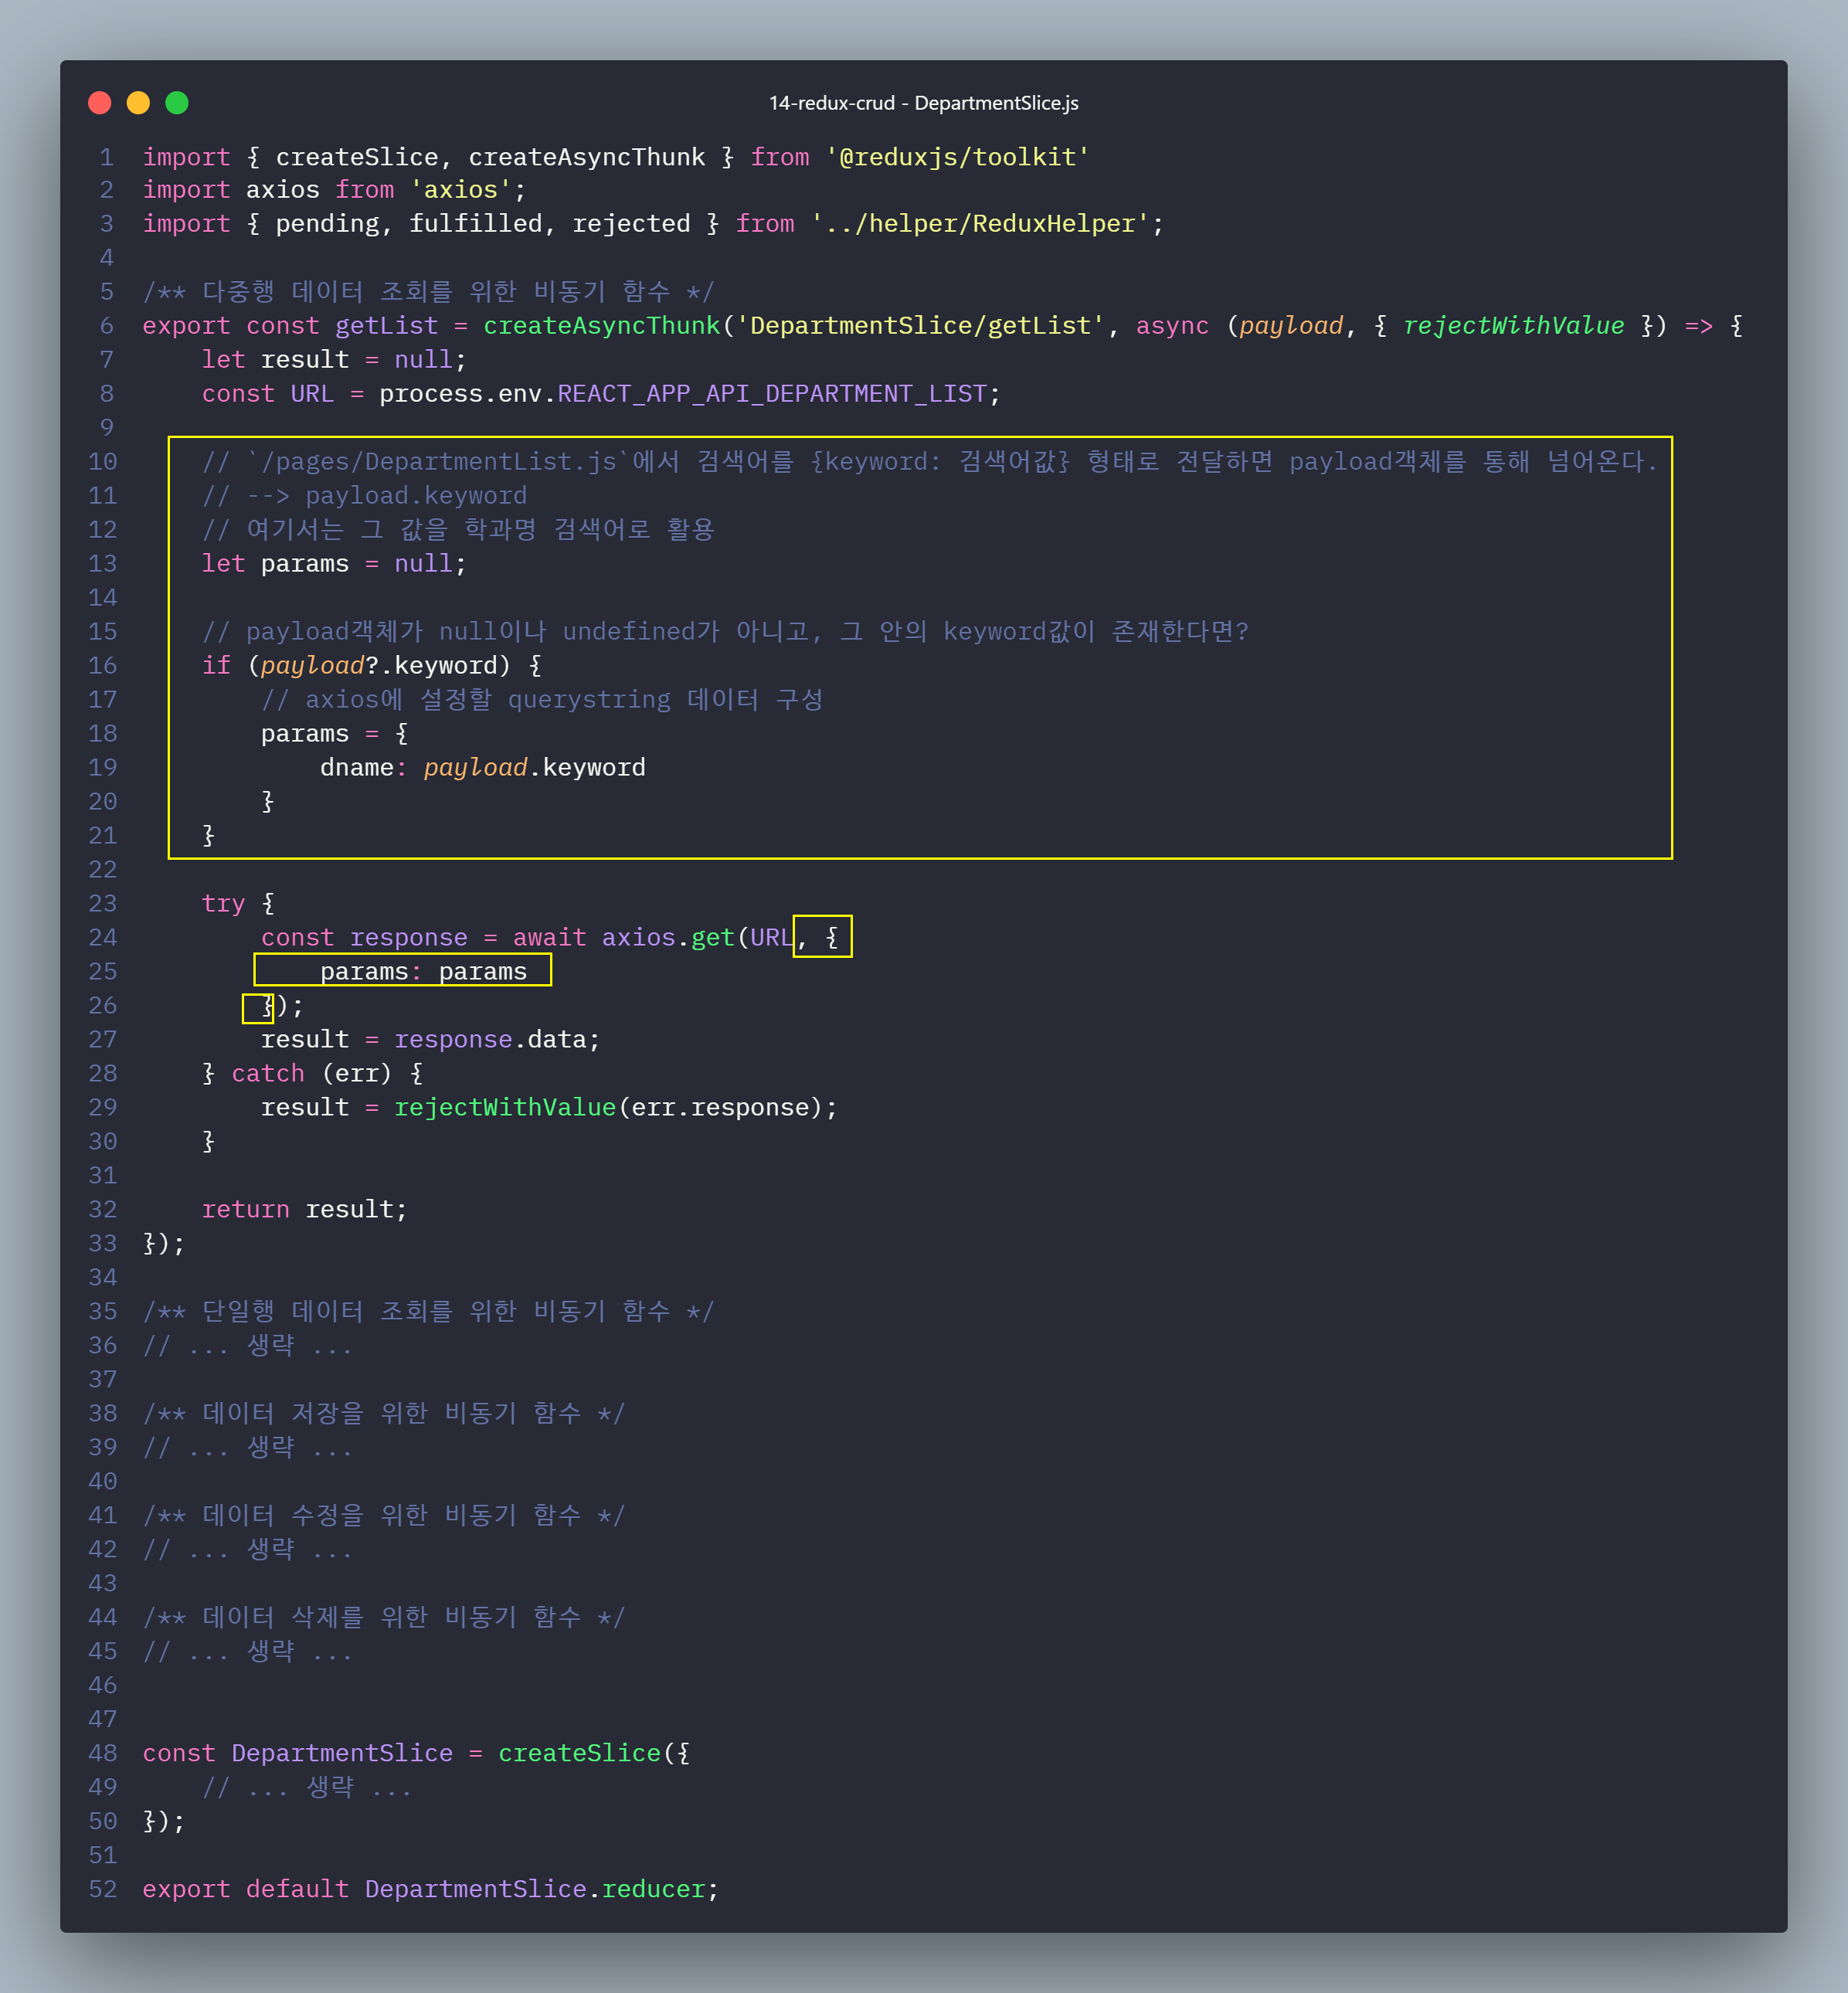 14-redux-crud - DepartmentSlice.js
1 import { createSlice, createAsyncThunk } from '@reduxjs/toolkit'
2 import axios from 'axios';
3 import { pending, fulfilled, rejected } from '../helper/ReduxHelper';
4
5 /** 다중행 데이터 조회를 위한 비동기 함수 */
6 export const getList = createAsyncThunk('DepartmentSlice/getList', async (payload, { rejectWithValue }) => {
7     let result = null;
8     const URL = process.env.REACT_APP_API_DEPARTMENT_LIST;
9
10     // `/pages/DepartmentList.js`에서 검색어를 {keyword: 검색어값} 형태로 전달하면 payload객체를 통해 넘어온다.
11     // --> payload.keyword
12     // 여기서는 그 값을 학과명 검색어로 활용
13     let params = null;
14
15     // payload객체가 null이나 undefined가 아니고, 그 안의 keyword값이 존재한다면?
16     if (payload?.keyword) {
17         // axios에 설정할 querystring 데이터 구성
18         params = {
19             dname: payload.keyword
20         }
21     }
22
23     try {
24         const response = await axios.get(URL, {
25             params: params
26         });
27         result = response.data;
28     } catch (err) {
29         result = rejectWithValue(err.response);
30     }
31
32     return result;
33 });
34
35 /** 단일행 데이터 조회를 위한 비동기 함수 */
36 // ... 생략 ...
37
38 /** 데이터 저장을 위한 비동기 함수 */
39 // ... 생략 ...
40
41 /** 데이터 수정을 위한 비동기 함수 */
42 // ... 생략 ...
43
44 /** 데이터 삭제를 위한 비동기 함수 */
45 // ... 생략 ...
46
47
48 const DepartmentSlice = createSlice({
49     // ... 생략 ...
50 });
51
52 export default DepartmentSlice.reducer;